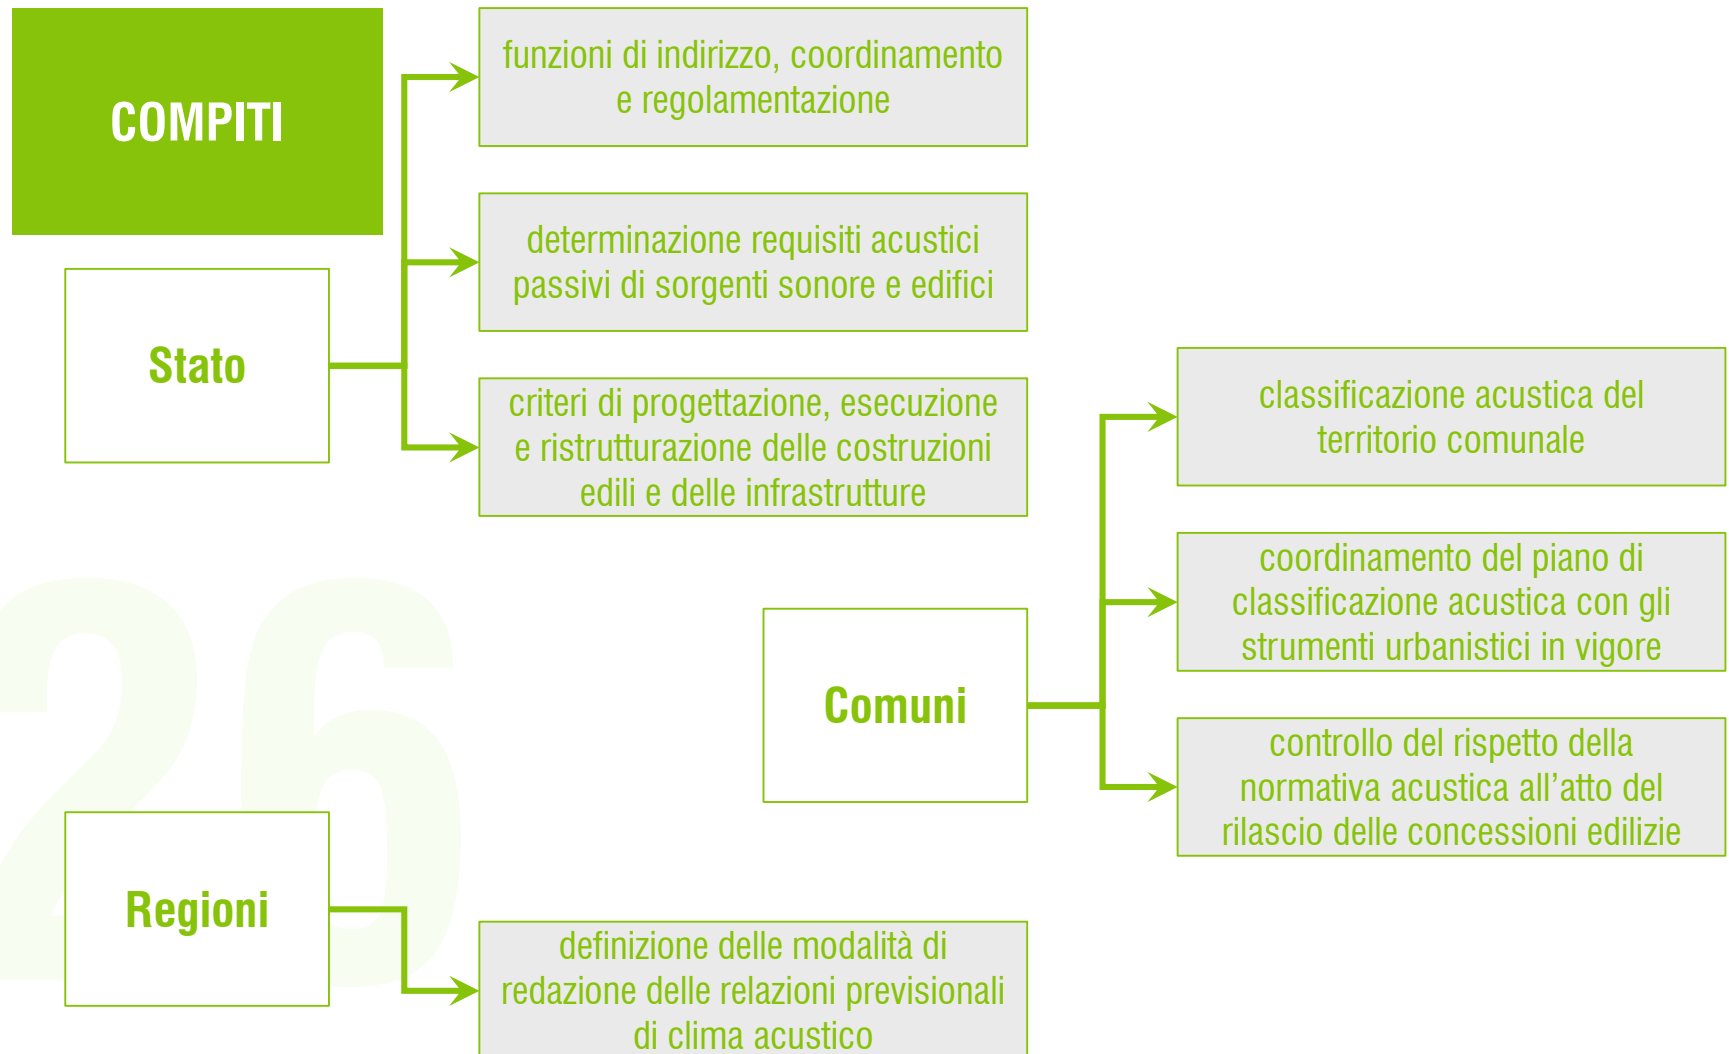 COMPITI
funzioni di indirizzo, coordinamento
e regolamentazione
determinazione requisiti acustici
passivi di sorgenti sonore e edifici
Stato
criteri di progettazione, esecuzione
e ristrutturazione delle costruzioni
edili e delle infrastrutture
classificazione acustica del
territorio comunale
coordinamento del piano di
classificazione acustica con gli
strumenti urbanistici in vigore
Comuni
controllo del rispetto della
normativa acustica all’atto del
rilascio delle concessioni edilizie
26
Regioni
definizione delle modalità di
redazione delle relazioni previsionali
di clima acustico